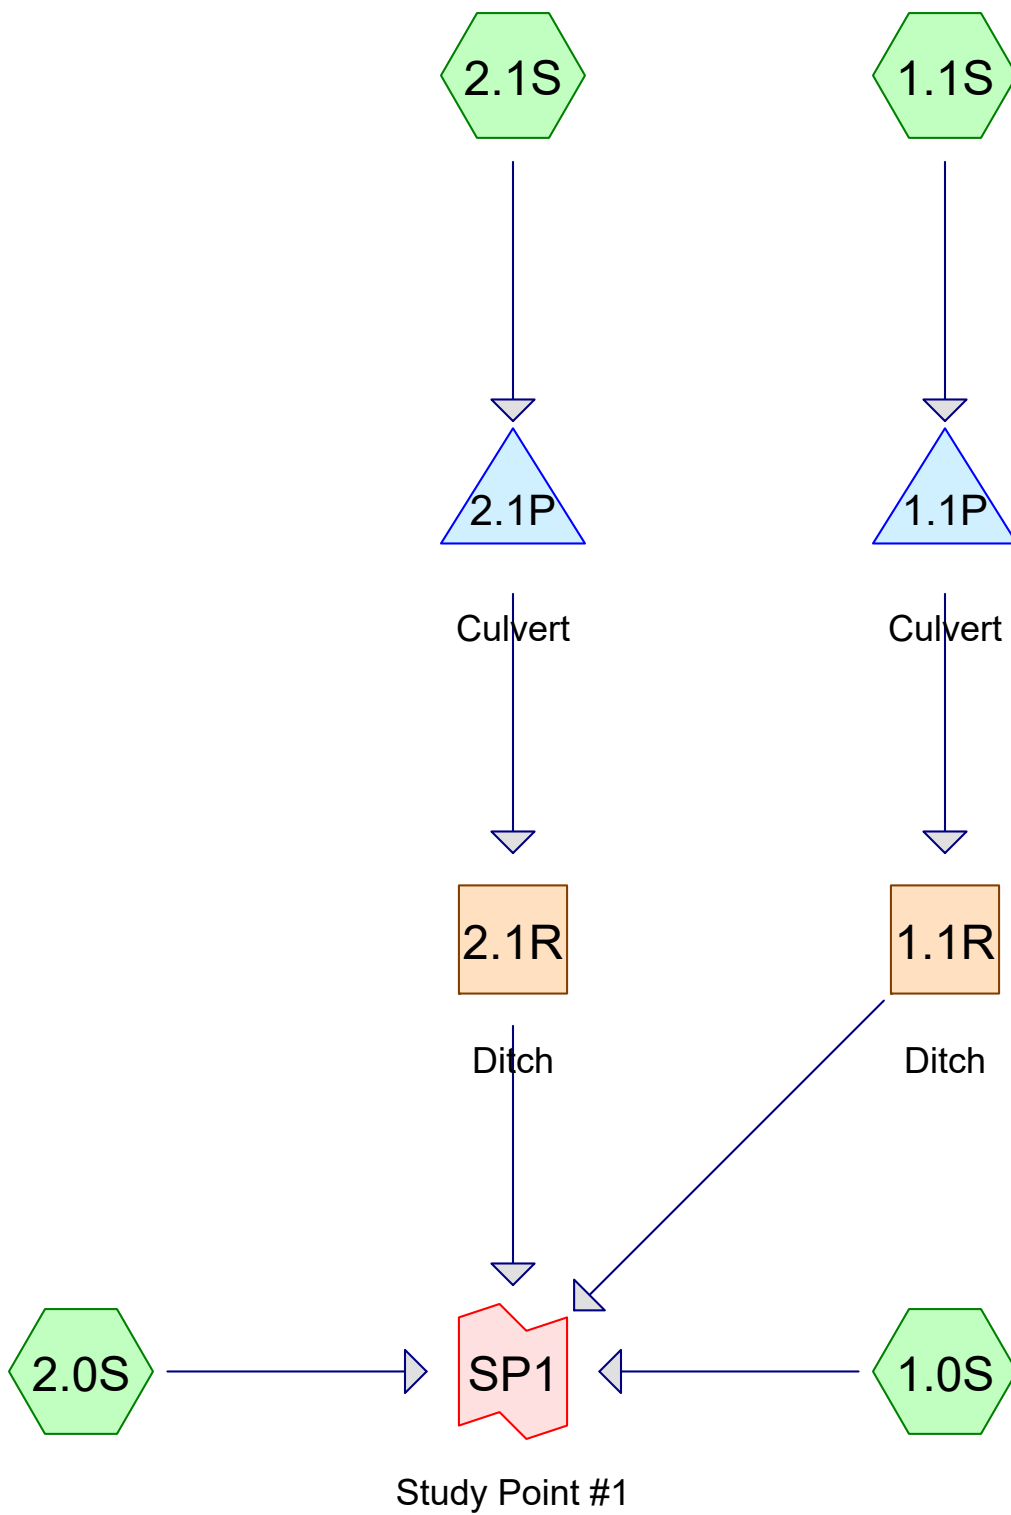 2.1S
1.1S
2.1P
1.1P
Culvert
Culvert
2.1R
1.1R
Ditch
Ditch
2.0S
SP1
1.0S
Study Point #1